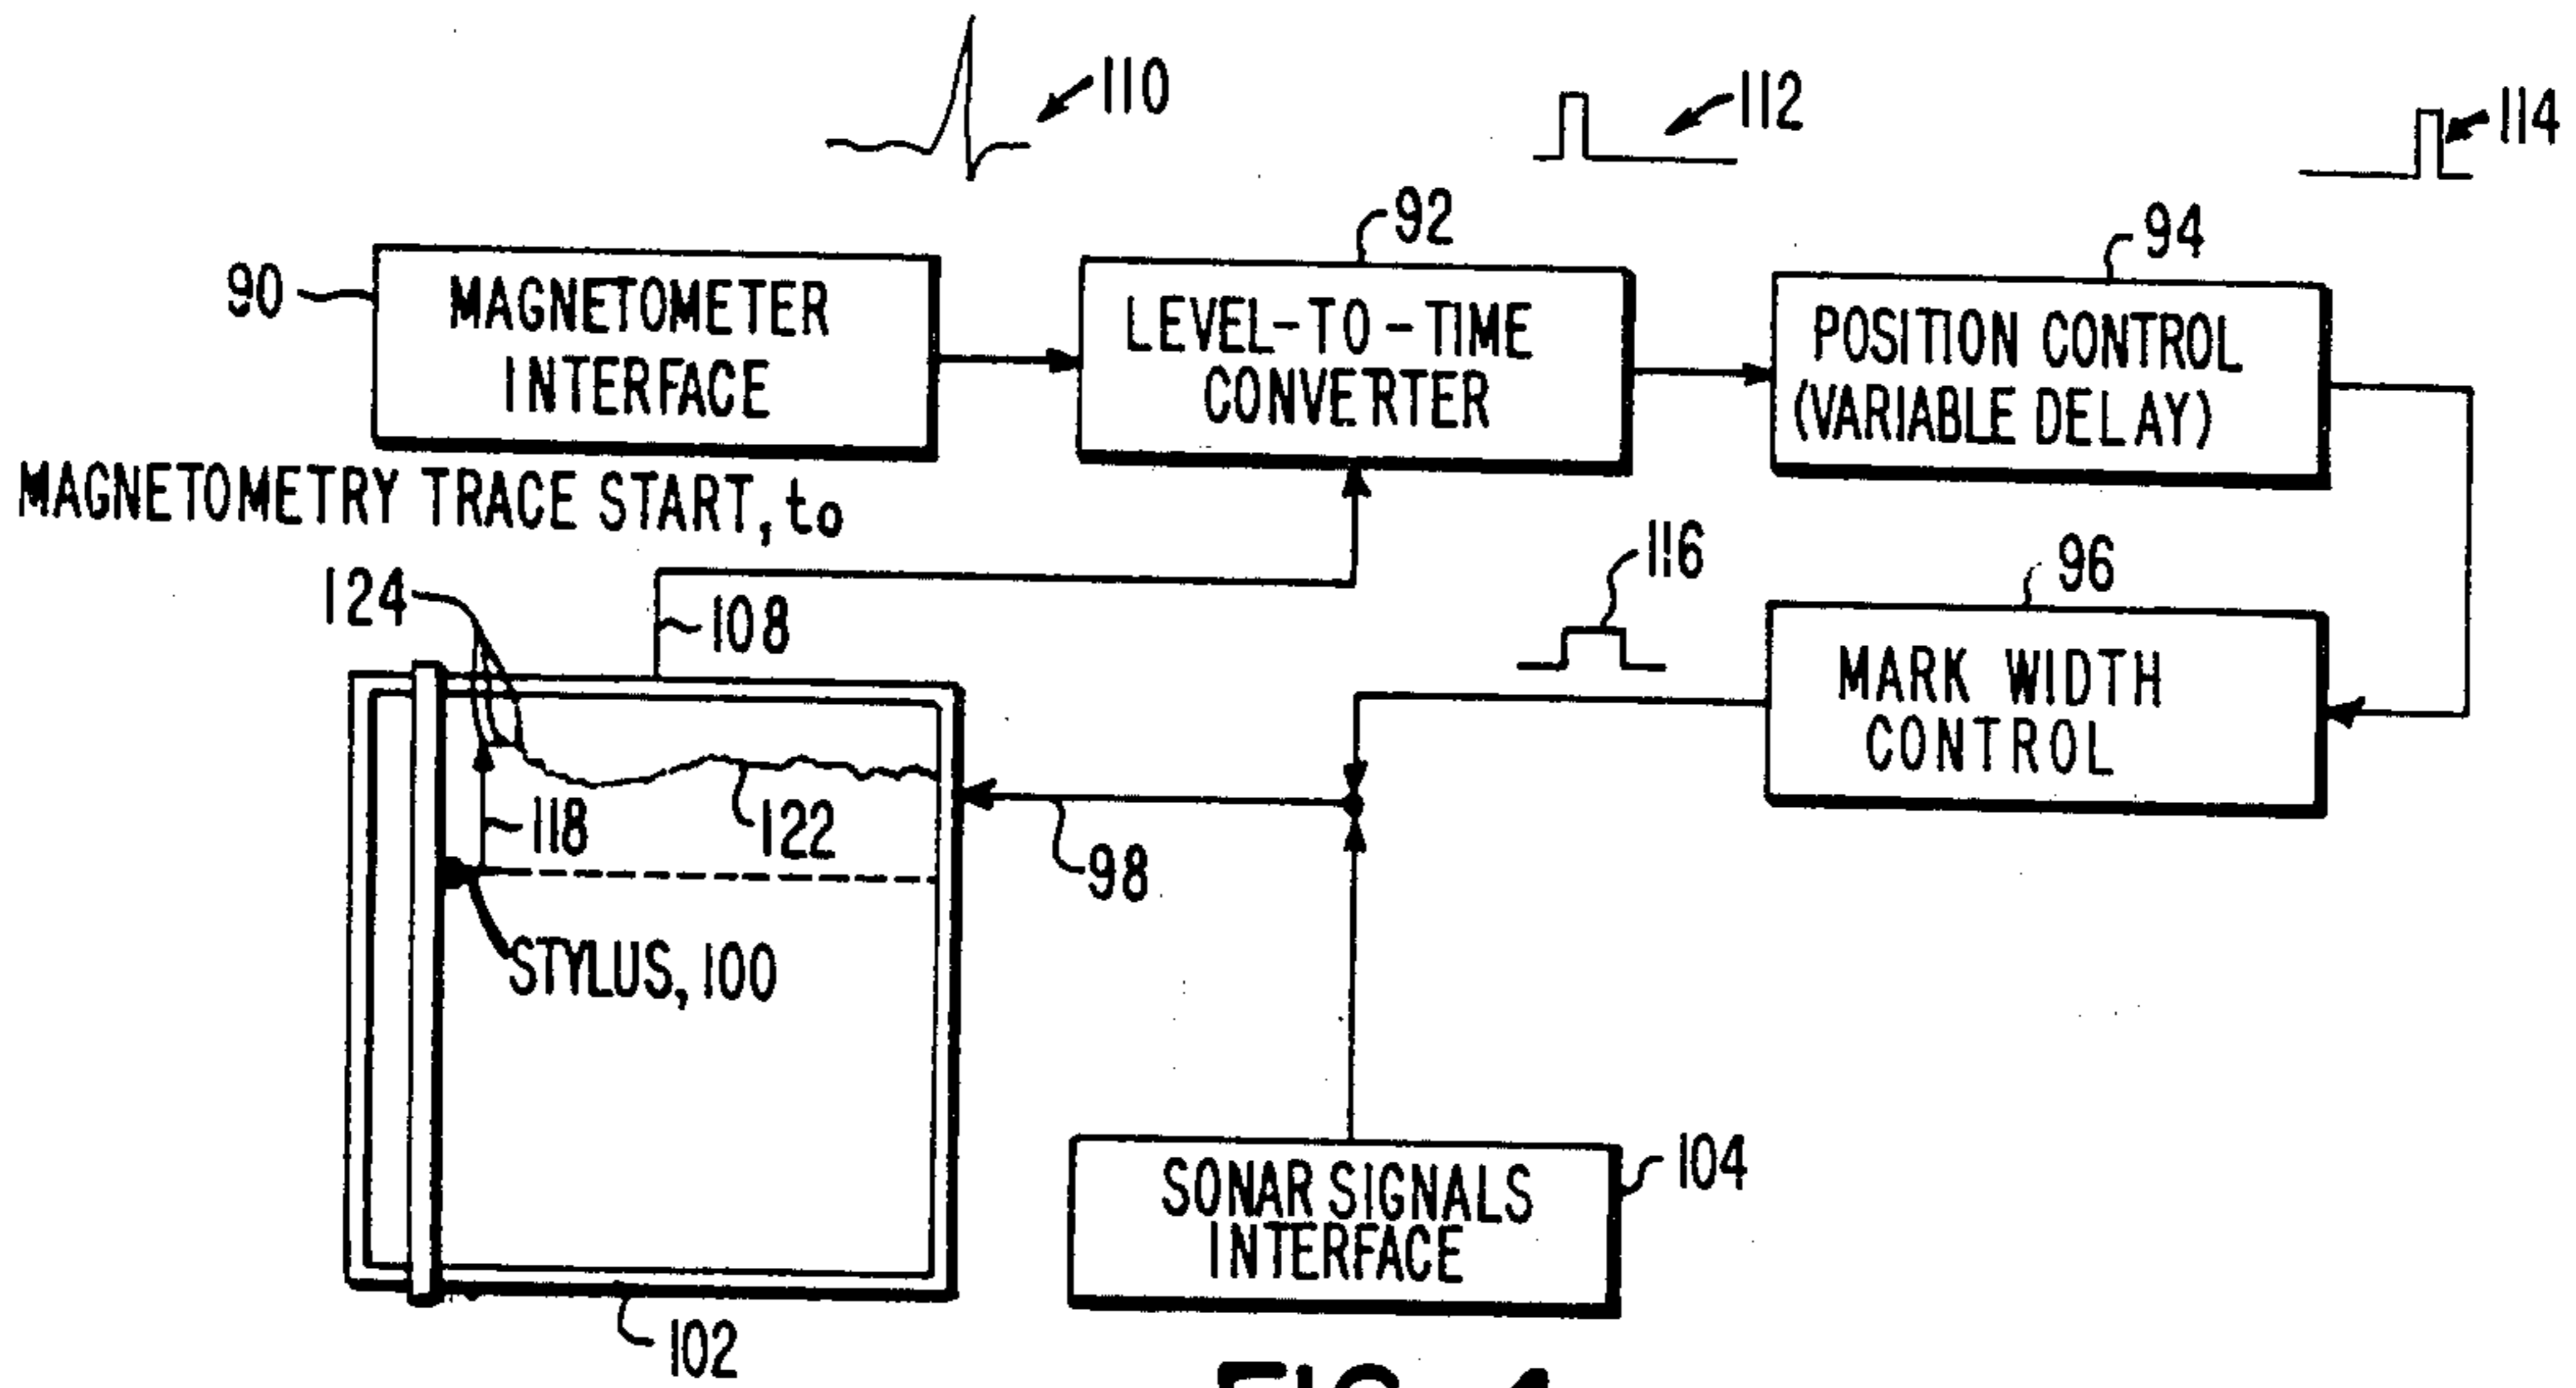 110
112
114
92
94
90
MAGNETOMETER
INTERFACE
LEVEL-TO-TIME
CONVERTER
POSITION CONTROL
(VARIABLE DELAY)
MAGNETOMETRY TRACE START, to
124
108
116
96
MARK WIDTH
CONTROL
118
122
98
STYLUS, 100
SONAR SIGNALS
INTERFACE
104
102